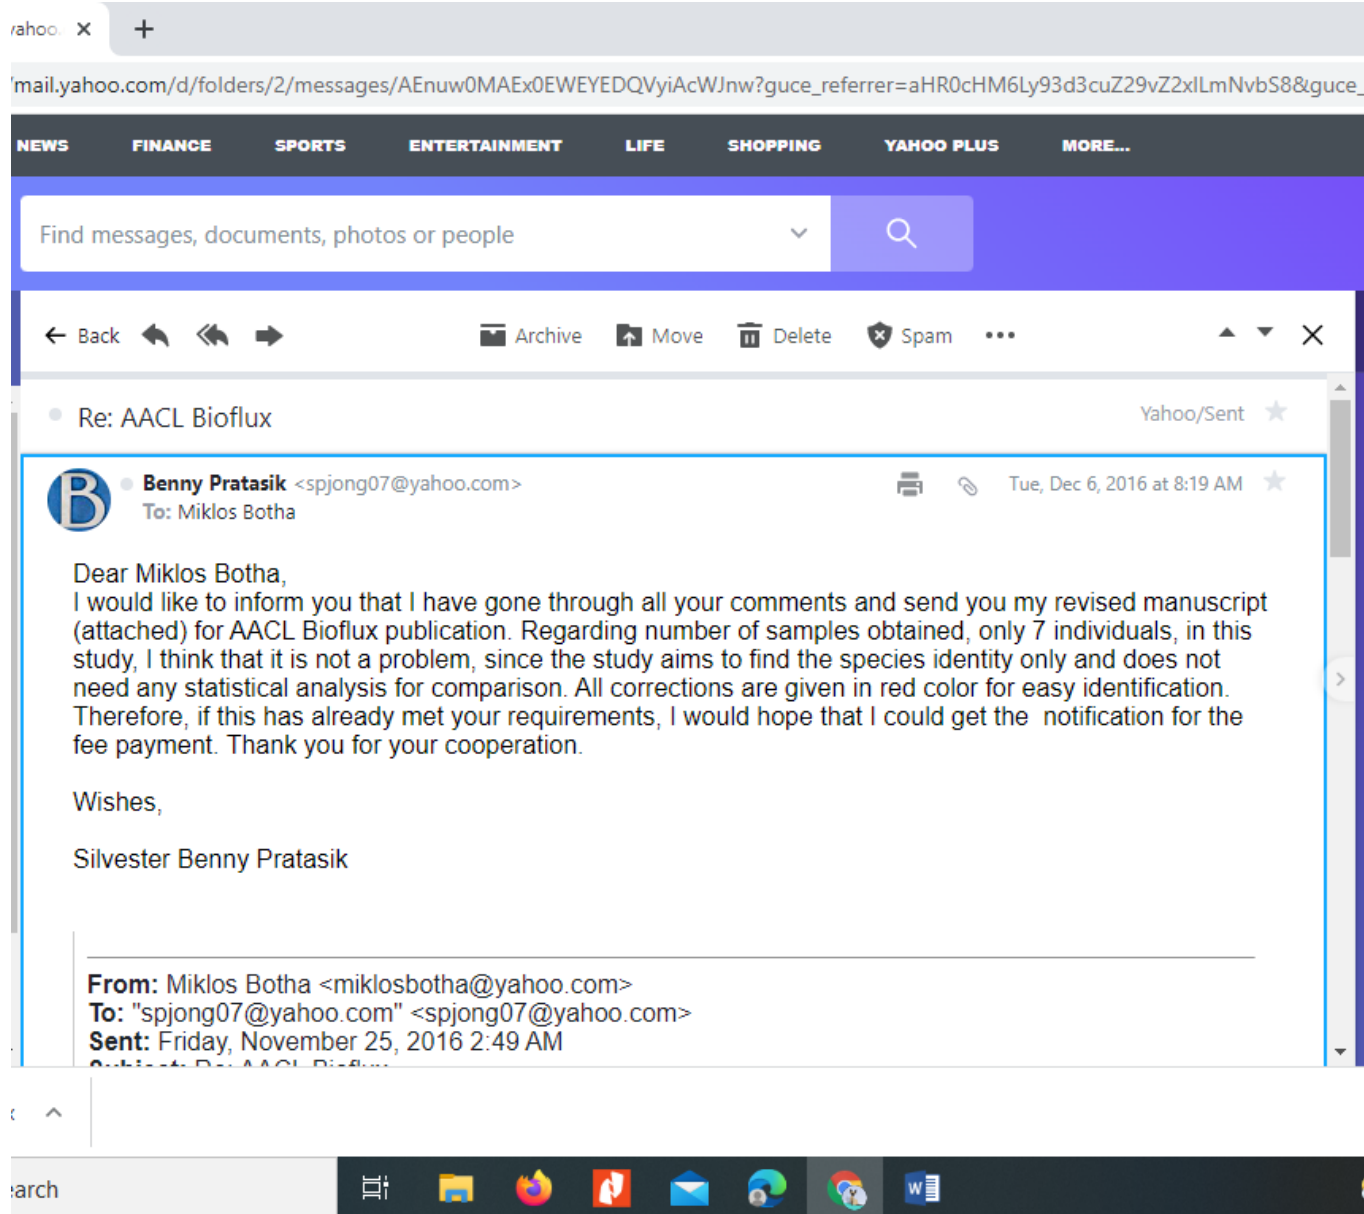 yahoo.
mail.yahoo.com/d/folders/2/messages/AEnuw0MAEx0EWEYEDQVyiAcWJnw?guce_referrer=aHR0cHM6Ly93d3cuZ29vZ2xlLmNvbS8&guce_
NEWS FINANCE SPORTS ENTERTAINMENT LIFE SHOPPING YAHOO PLUS MORE...
Find messages, documents, photos or people
Back Archive Move Delete Spam
Re: AACL Bioflux Yahoo/Sent
B Benny Pratasik <spjong07@yahoo.com> Tue, Dec 6, 2016 at 8:19 AM
To: Miklos Botha
Dear Miklos Botha,
I would like to inform you that I have gone through all your comments and send you my revised manuscript
(attached) for AACL Bioflux publication. Regarding number of samples obtained, only 7 individuals, in this
study, I think that it is not a problem, since the study aims to find the species identity only and does not
need any statistical analysis for comparison. All corrections are given in red color for easy identification.
Therefore, if this has already met your requirements, I would hope that I could get the  notification for the
fee payment. Thank you for your cooperation.
Wishes,
Silvester Benny Pratasik
From: Miklos Botha <miklosbotha@yahoo.com>
To: "spjong07@yahoo.com" <spjong07@yahoo.com>
Sent: Friday, November 25, 2016 2:49 AM
Subject: Re: AACL Bioflux
earch